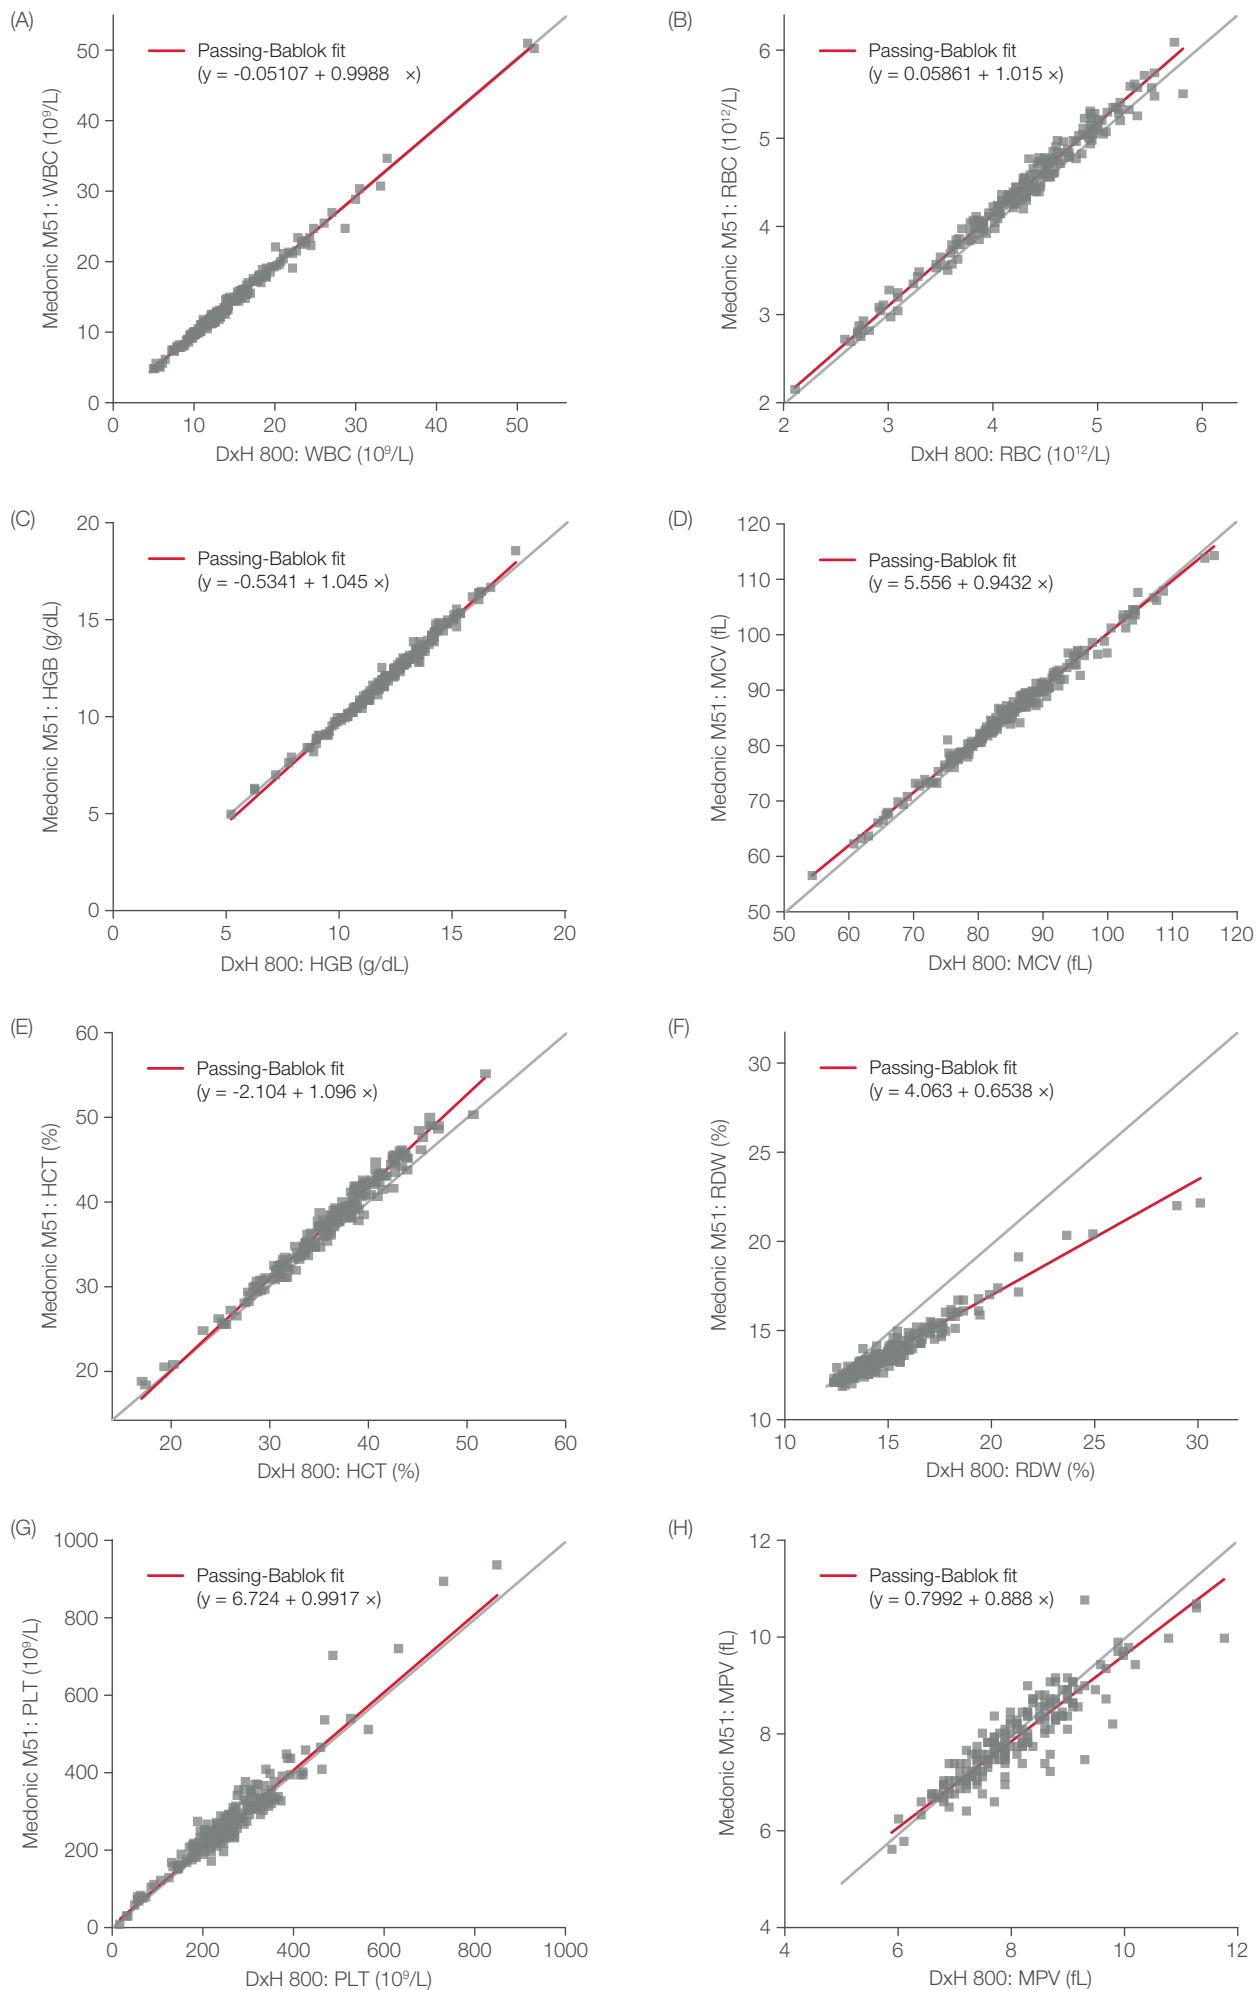 (A)
Medonic M51: WBC (10⁹/L)
Passing-Bablok fit
(y = -0.05107 + 0.9988 ×)
50
40
30
20
10
0
0 10 20 30 40 50
DxH 800: WBC (10⁹/L)
(B)
Medonic M51: RBC (10¹²/L)
Passing-Bablok fit
(y = 0.05861 + 1.015 ×)
6
5
4
3
2
2 3 4 5 6
DxH 800: RBC (10¹²/L)
(C)
Medonic M51: HGB (g/dL)
Passing-Bablok fit
(y = -0.5341 + 1.045 ×)
20
15
10
5
0
0 5 10 15 20
DxH 800: HGB (g/dL)
(D)
Medonic M51: MCV (fL)
Passing-Bablok fit
(y = 5.556 + 0.9432 ×)
120
110
100
90
80
70
60
50
50 60 70 80 90 100 110 120
DxH 800: MCV (fL)
(E)
Medonic M51: HCT (%)
Passing-Bablok fit
(y = -2.104 + 1.096 ×)
60
50
40
30
20
20 30 40 50 60
DxH 800: HCT (%)
(F)
Medonic M51: RDW (%)
Passing-Bablok fit
(y = 4.063 + 0.6538 ×)
30
25
20
15
10
10 15 20 25 30
DxH 800: RDW (%)
(G)
Medonic M51: PLT (10⁹/L)
Passing-Bablok fit
(y = 6.724 + 0.9917 ×)
1000
800
600
400
200
0
0 200 400 600 800 1000
DxH 800: PLT (10⁹/L)
(H)
Medonic M51: MPV (fL)
Passing-Bablok fit
(y = 0.7992 + 0.888 ×)
12
10
8
6
4
4 6 8 10 12
DxH 800: MPV (fL)